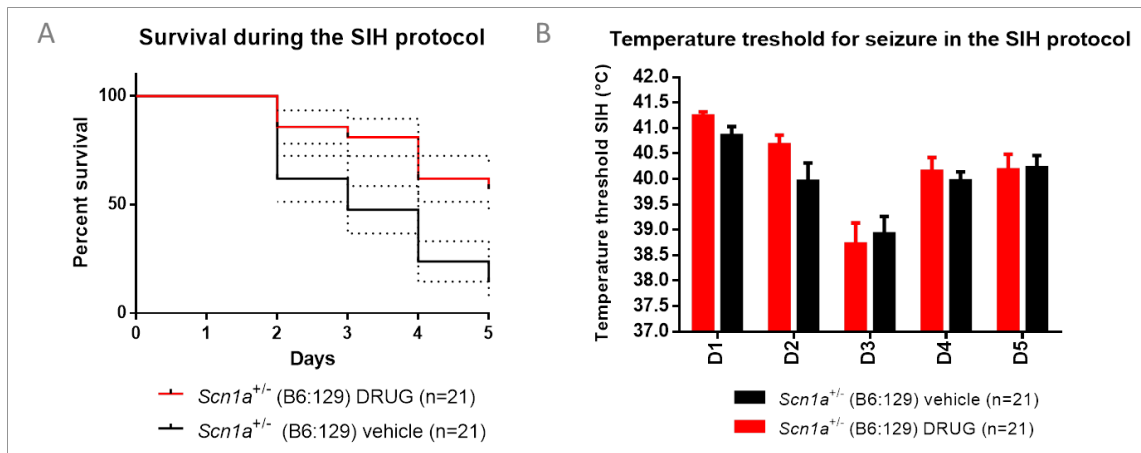 A
Survival during the SIH protocol
Percent survival
100
50
0
0 1 2 3 4 5
Days
Scn1a+/- (B6:129) DRUG (n=21)
Scn1a+/- (B6:129) vehicle (n=21)
B
Temperature treshold for seizure in the SIH protocol
Temperature threshold SIH (°C)
42.0
41.5
41.0
40.5
40.0
39.5
39.0
38.5
38.0
37.5
37.0
D1 D2 D3 D4 D5
Scn1a+/- (B6:129) vehicle (n=21)
Scn1a+/- (B6:129) DRUG (n=21)